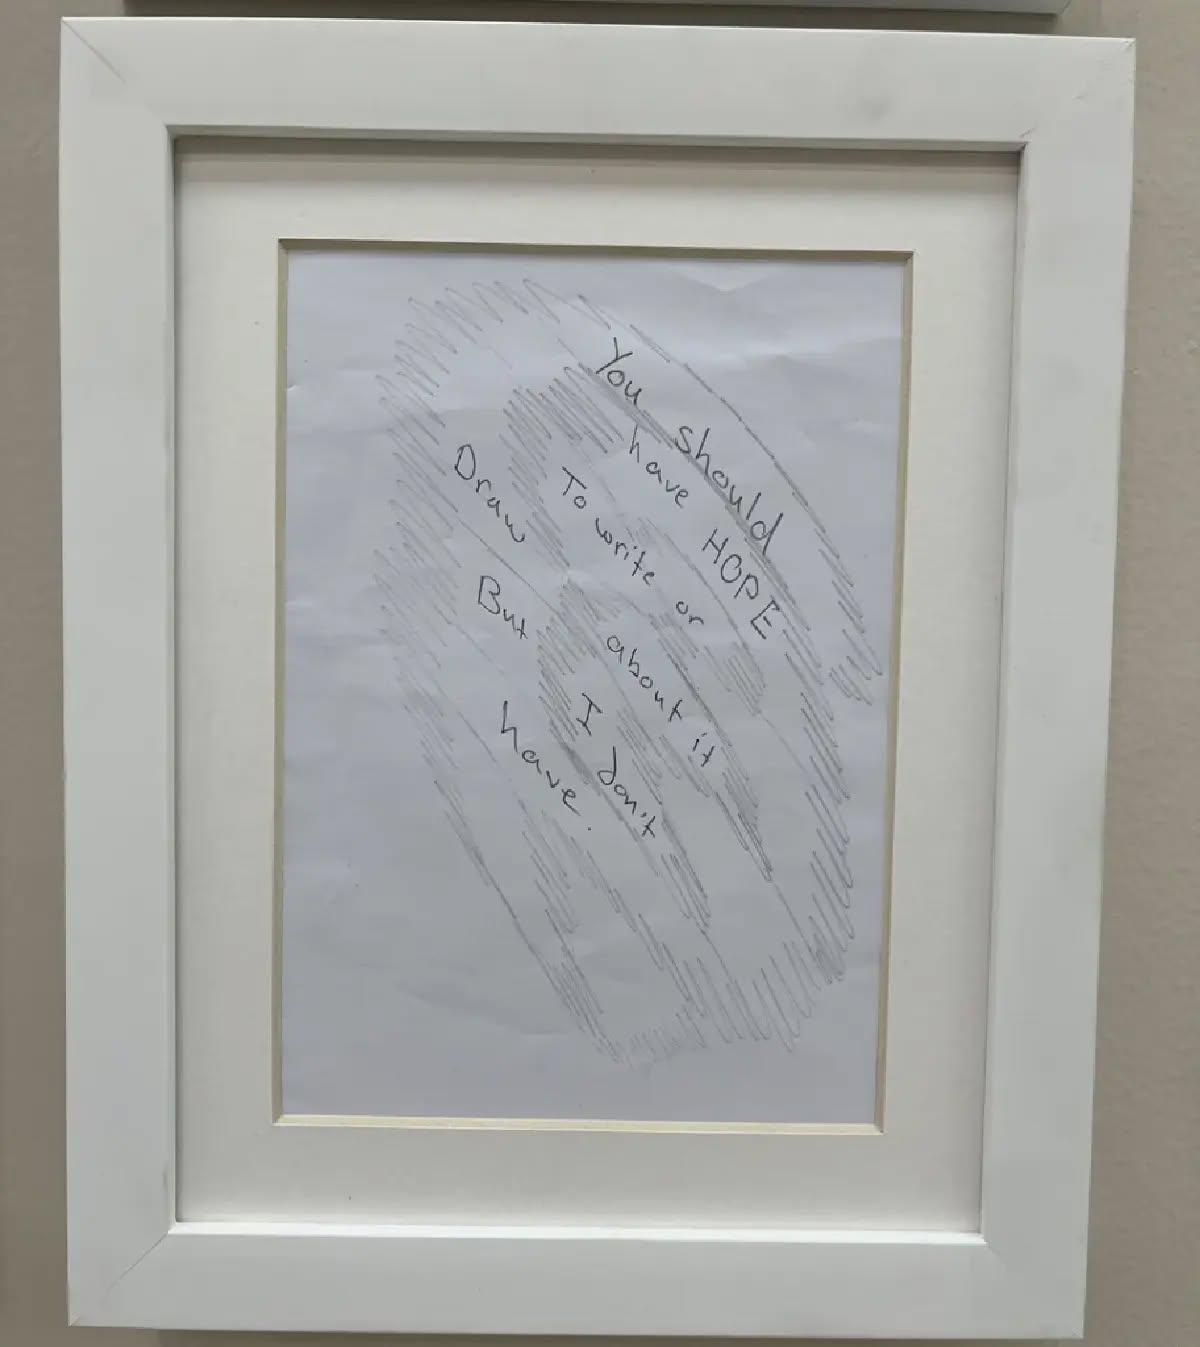 You should
have HOPE
To write or
Draw about it
But I don't
have.